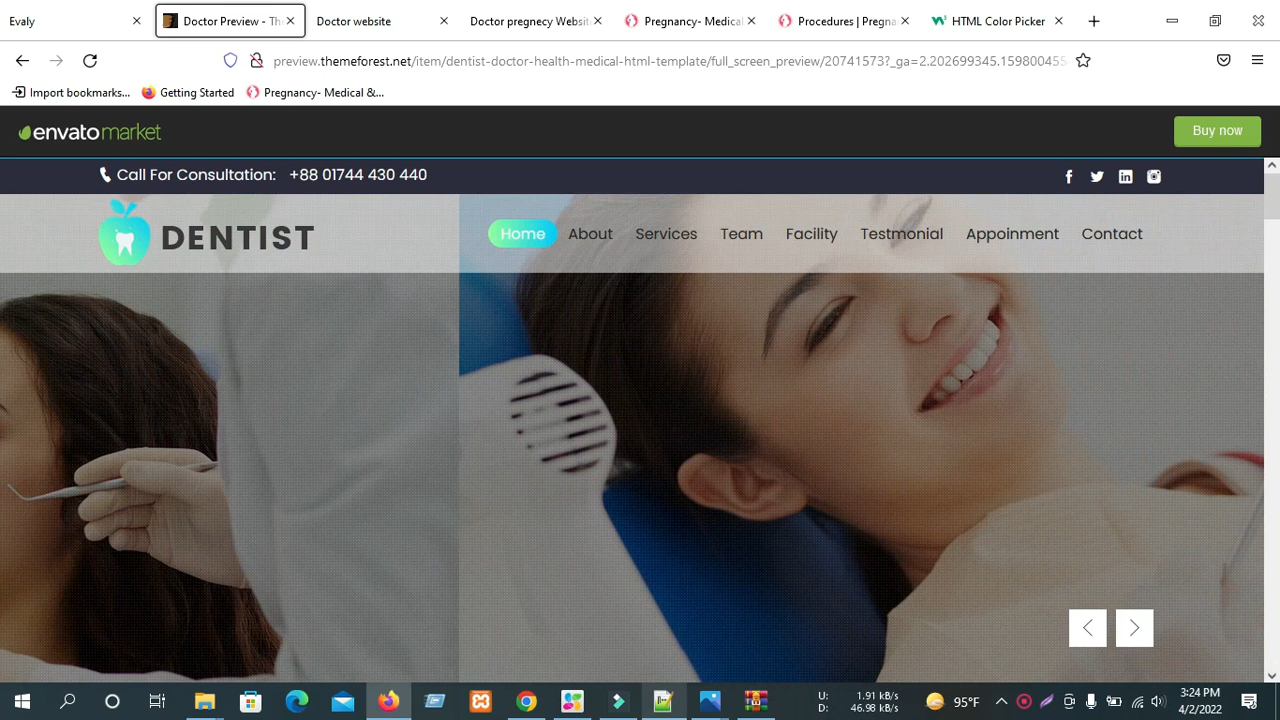 Evaly
Doctor Preview - The
Doctor website
Doctor pregnecy Websit
Pregnancy- Medical
Procedures | Pregna
HTML Color Picker
preview.themeforest.net/item/dentist-doctor-health-medical-html-template/full_screen_preview/20741573?_ga=2.202699345.159800455
Import bookmarks...
Getting Started
Pregnancy- Medical &...
envatomarket
Buy now
Call For Consultation: +88 01744 430 440
DENTIST
Home About Services Team Facility Testmonial Appoinment Contact
U: 1.91 kB/s
D: 46.98 kB/s
95°F
3:24 PM
4/2/2022